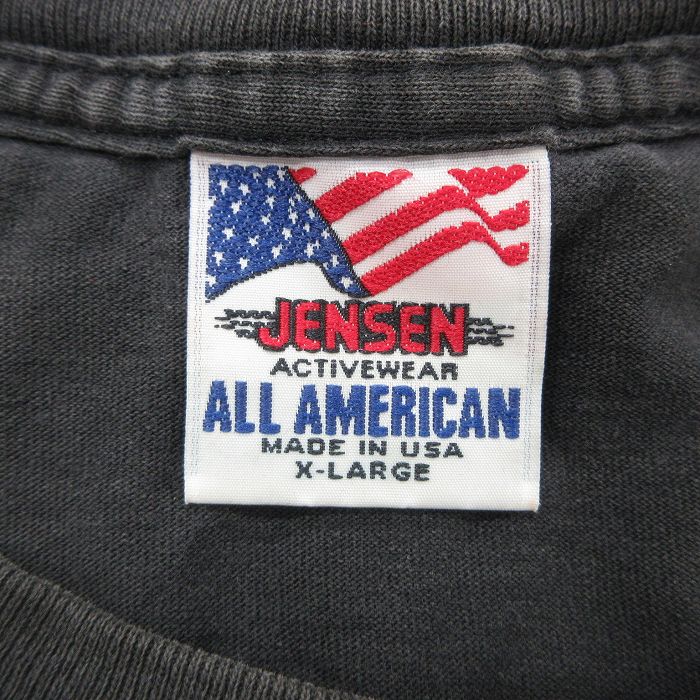 JENSEN
ACTIVEWEAR
ALL AMERICAN
MADE IN USA
X-LARGE